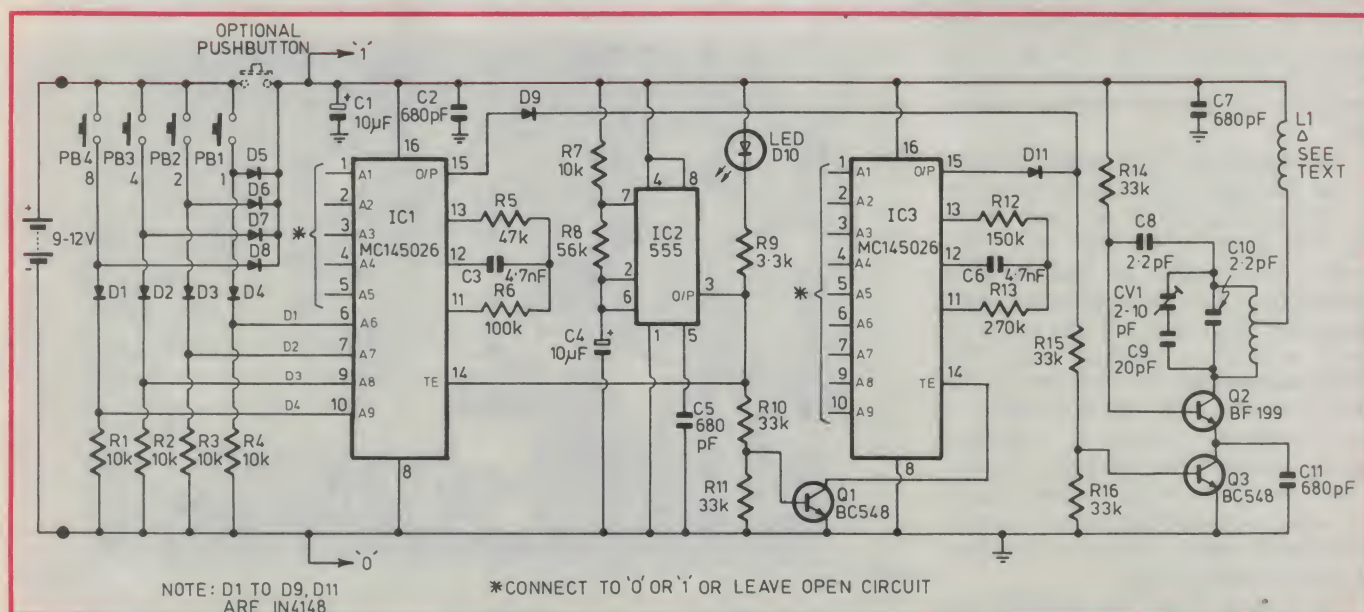 OPTIONAL
PUSHBUTTON
'1'
9-12V
PB4
8
PB3
4
PB2
2
PB1
1
D5
D6
D7
D8
D1
D2
D3
D4
D1
D2
D3
D4
R1
10k
R2
10k
R3
10k
R4
10k
C1
10µF
C2
680pF
16
1
A1
2
A2
3
A3
4
A4
5
A5
6
A6
7
A7
9
A8
10
A9
*
IC1
MC145026
15
O/P
13
12
11
TE
14
8
D9
R5
47k
C3
4·7nF
R6
100k
R7
10k
R8
56k
C4
10µF
4
8
7
2
6
IC2
555
O/P
3
1
5
C5
680
pF
LED
D10
R9
3·3k
R10
33k
R11
33k
Q1
BC548
16
1
A1
2
A2
3
A3
4
A4
5
A5
6
A6
7
A7
9
A8
10
A9
*
IC3
MC145026
15
O/P
13
12
11
TE
14
8
D11
R12
150k
C6
4·7nF
R13
270k
R14
33k
R15
33k
R16
33k
C7
680pF
L1
Δ
SEE
TEXT
C8
2·2pF
C10
2·2pF
CV1
2-10
pF
C9
20pF
Q2
BF199
Q3
BC548
C11
680pF
'0'
NOTE: D1 TO D9, D11
ARE IN4148
*CONNECT TO '0' OR '1' OR LEAVE OPEN CIRCUIT